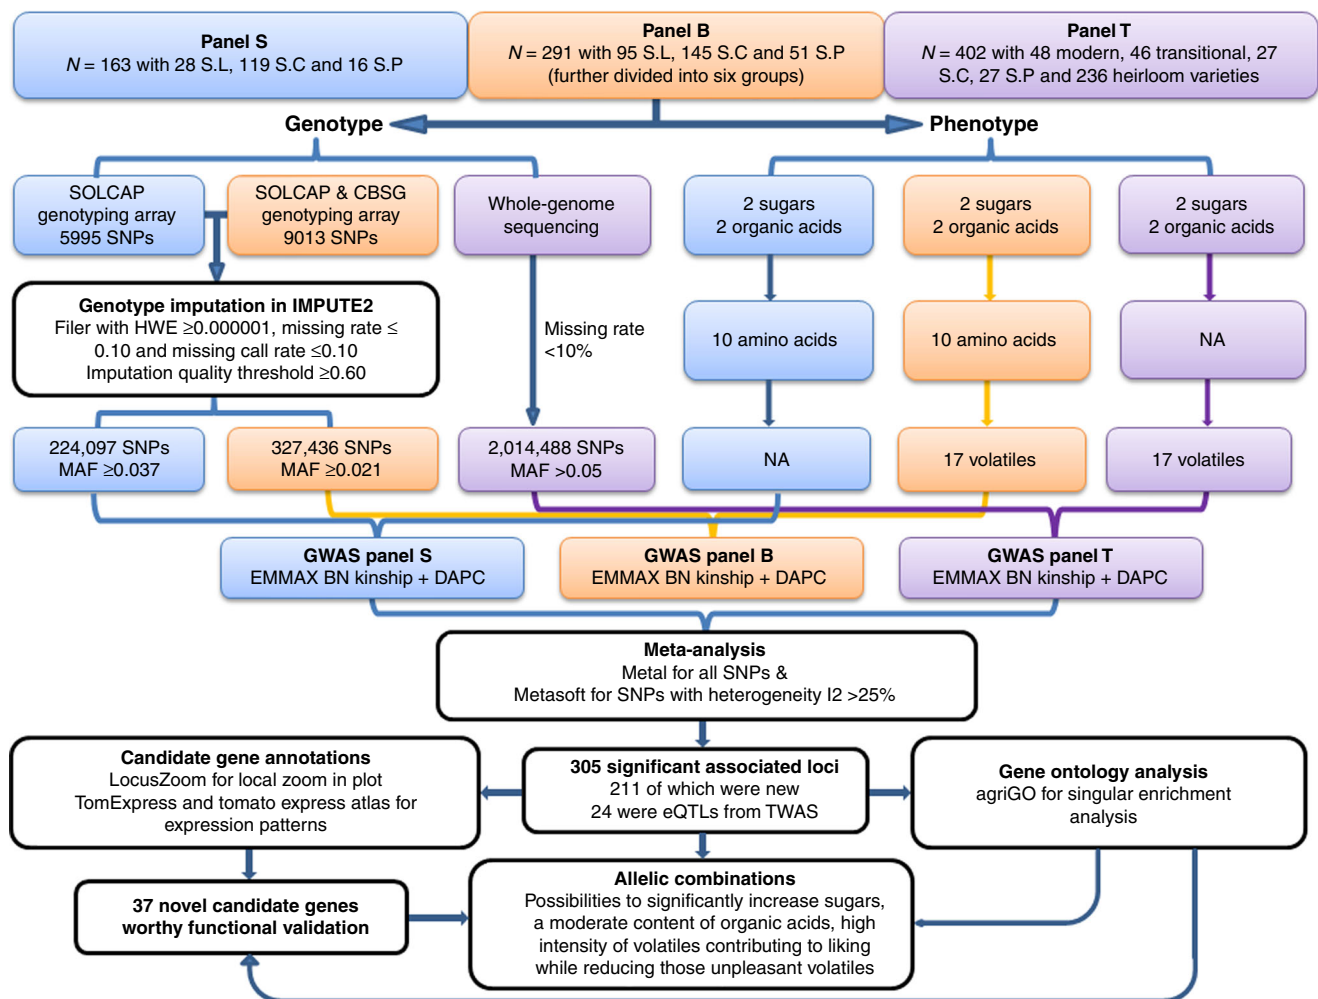 Panel S
N = 163 with 28 S.L, 119 S.C and 16 S.P
Panel B
N = 291 with 95 S.L, 145 S.C and 51 S.P
(further divided into six groups)
Panel T
N = 402 with 48 modern, 46 transitional, 27
S.C, 27 S.P and 236 heirloom varieties
Genotype
Phenotype
SOLCAP
genotyping array
5995 SNPs
SOLCAP & CBSG
genotyping array
9013 SNPs
Whole-genome
sequencing
2 sugars
2 organic acids
2 sugars
2 organic acids
2 sugars
2 organic acids
Genotype imputation in IMPUTE2
Filer with HWE ≥0.000001, missing rate ≤
0.10 and missing call rate ≤0.10
Imputation quality threshold ≥0.60
Missing rate
<10%
10 amino acids
10 amino acids
NA
224,097 SNPs
MAF ≥0.037
327,436 SNPs
MAF ≥0.021
2,014,488 SNPs
MAF >0.05
NA
17 volatiles
17 volatiles
GWAS panel S
EMMAX BN kinship + DAPC
GWAS panel B
EMMAX BN kinship + DAPC
GWAS panel T
EMMAX BN kinship + DAPC
Meta-analysis
Metal for all SNPs &
Metasoft for SNPs with heterogeneity I2 >25%
Candidate gene annotations
LocusZoom for local zoom in plot
TomExpress and tomato express atlas for
expression patterns
305 significant associated loci
211 of which were new
24 were eQTLs from TWAS
Gene ontology analysis
agriGO for singular enrichment
analysis
37 novel candidate genes
worthy functional validation
Allelic combinations
Possibilities to significantly increase sugars,
a moderate content of organic acids, high
intensity of volatiles contributing to liking
while reducing those unpleasant volatiles